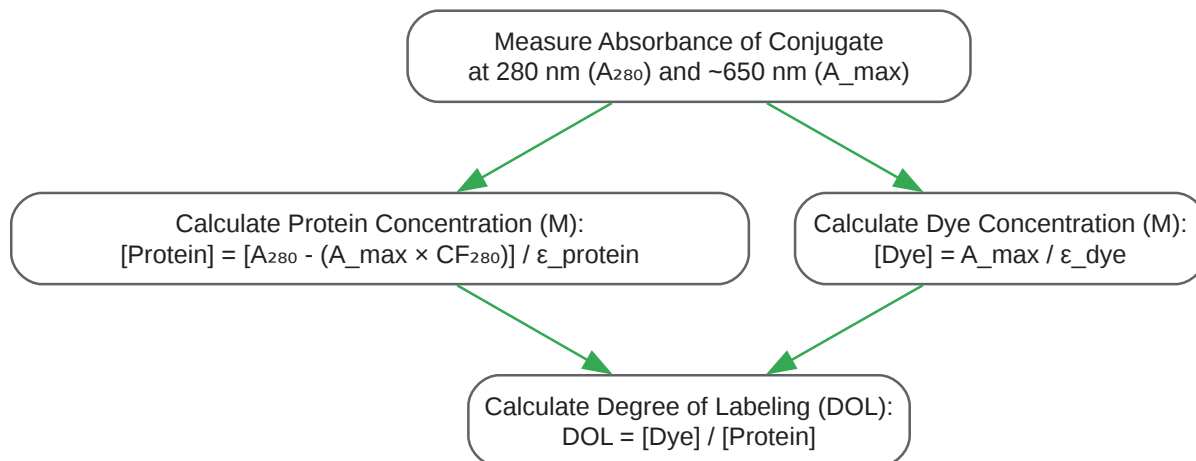 Measure Absorbance of Conjugate
at 280 nm (A₂₈₀) and ~650 nm (A_max)
Calculate Protein Concentration (M):
[Protein] = [A₂₈₀ - (A_max × CF₂₈₀)] / ε_protein
Calculate Dye Concentration (M):
[Dye] = A_max / ε_dye
Calculate Degree of Labeling (DOL):
DOL = [Dye] / [Protein]